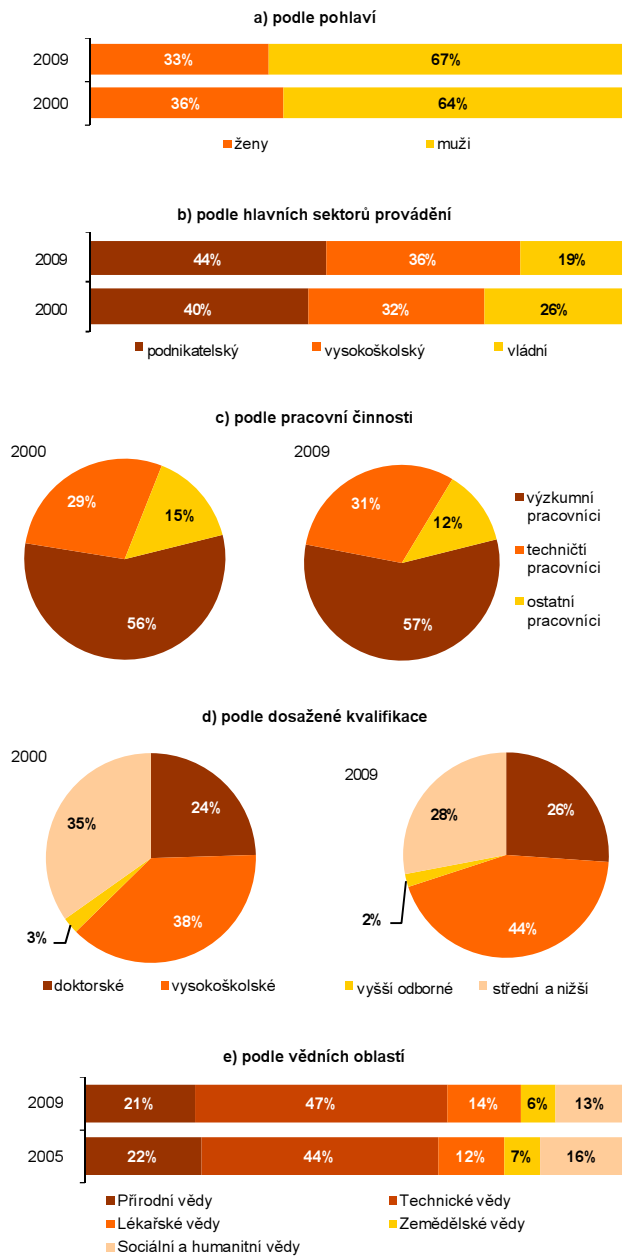 a) podle pohlaví
2009
33%
67%
2000
36%
64%
ženy
muži
b) podle hlavních sektorů provádění
2009
44%
36%
19%
2000
40%
32%
26%
podnikatelský
vysokoškolský
vládní
c) podle pracovní činnosti
2000
29%
15%
56%
2009
31%
12%
57%
výzkumní
pracovníci
techničtí
pracovníci
ostatní
pracovníci
d) podle dosažené kvalifikace
2000
35%
24%
3%
38%
2009
28%
26%
2%
44%
doktorské
vysokoškolské
vyšší odborné
střední a nižší
e) podle vědních oblastí
2009
21%
47%
14%
6%
13%
2005
22%
44%
12%
7%
16%
Přírodní vědy
Technické vědy
Lékařské vědy
Zemědělské vědy
Sociální a humanitní vědy